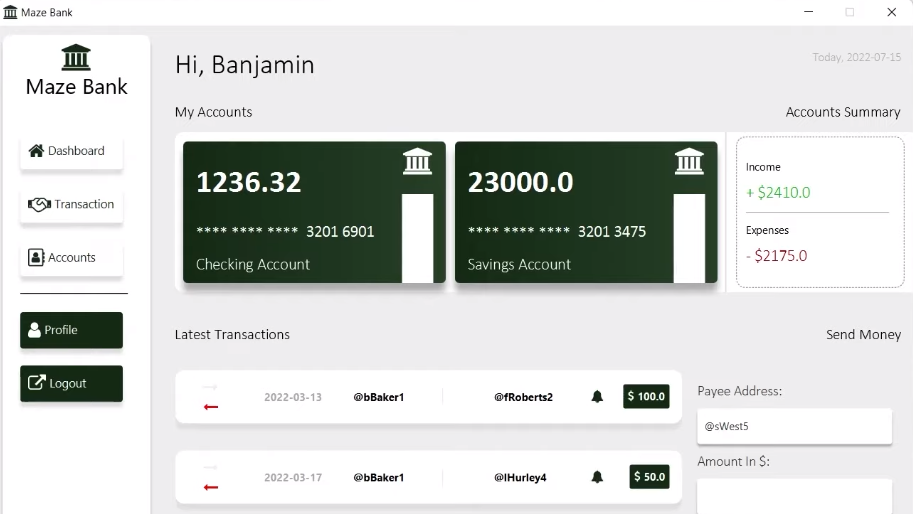 Maze Bank
Maze Bank
Dashboard
Transaction
Accounts
Profile
Logout
Hi, Banjamin
Today, 2022-07-15
My Accounts
Accounts Summary
1236.32
**** **** **** 3201 6901
Checking Account
23000.0
**** **** **** 3201 3475
Savings Account
Income
+ $2410.0
Expenses
- $2175.0
Latest Transactions
Send Money
2022-03-13 @bBaker1 @fRoberts2 $ 100.0
2022-03-17 @bBaker1 @lHurley4 $ 50.0
Payee Address:
@sWest5
Amount In $: